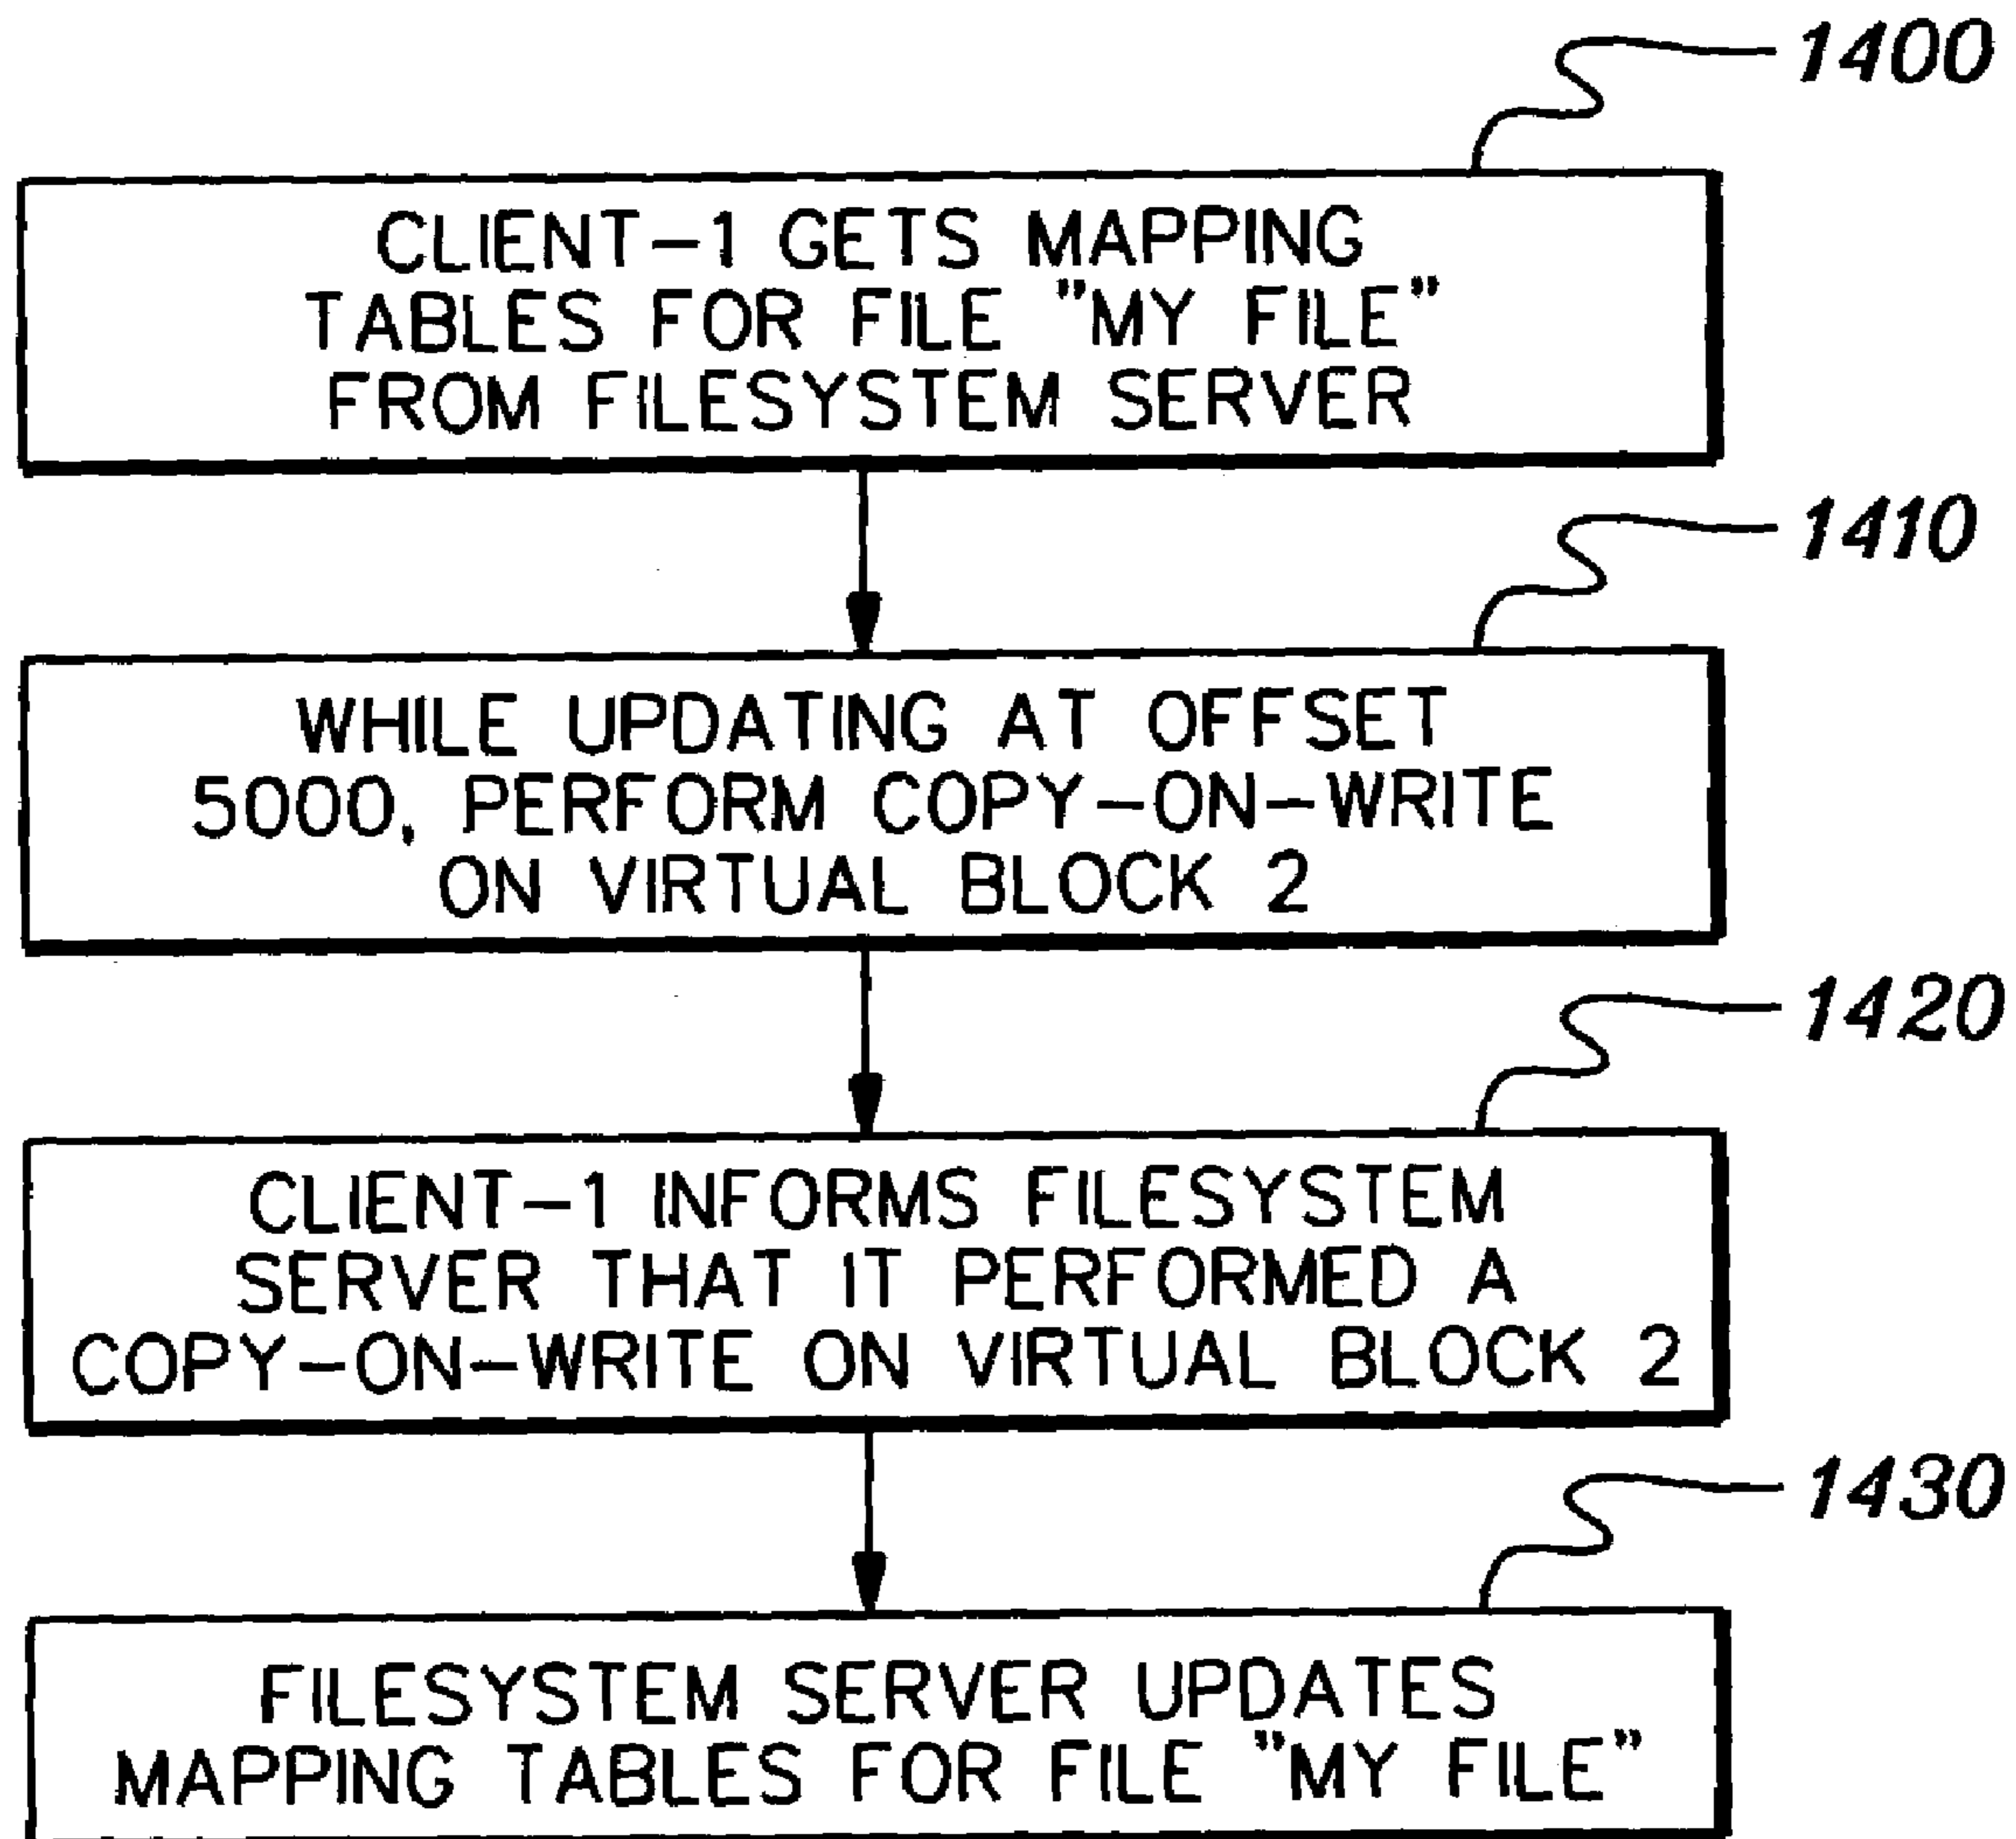 1400
CLIENT-1 GETS MAPPING
TABLES FOR FILE "MY FILE"
FROM FILESYSTEM SERVER
1410
WHILE UPDATING AT OFFSET
5000, PERFORM COPY-ON-WRITE
ON VIRTUAL BLOCK 2
1420
CLIENT-1 INFORMS FILESYSTEM
SERVER THAT IT PERFORMED A
COPY-ON-WRITE ON VIRTUAL BLOCK 2
1430
FILESYSTEM SERVER UPDATES
MAPPING TABLES FOR FILE "MY FILE"